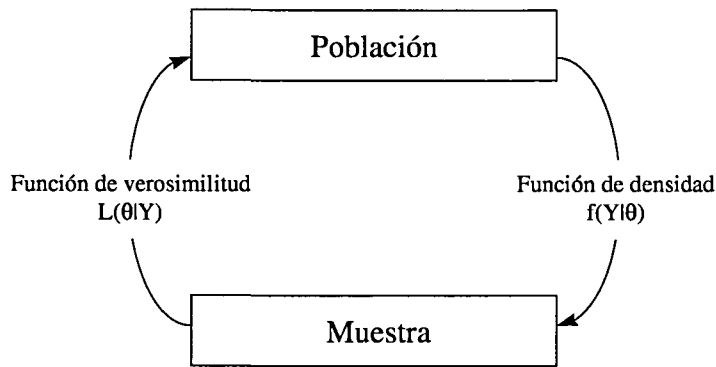 Población
Función de verosimilitud
L(θ|Y)
Función de densidad
f(Y|θ)
Muestra